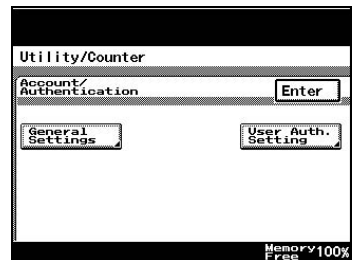 Utility/Counter
Account/
Authentication
Enter
General
Settings
User Auth.
Setting
Memory
Free 100%